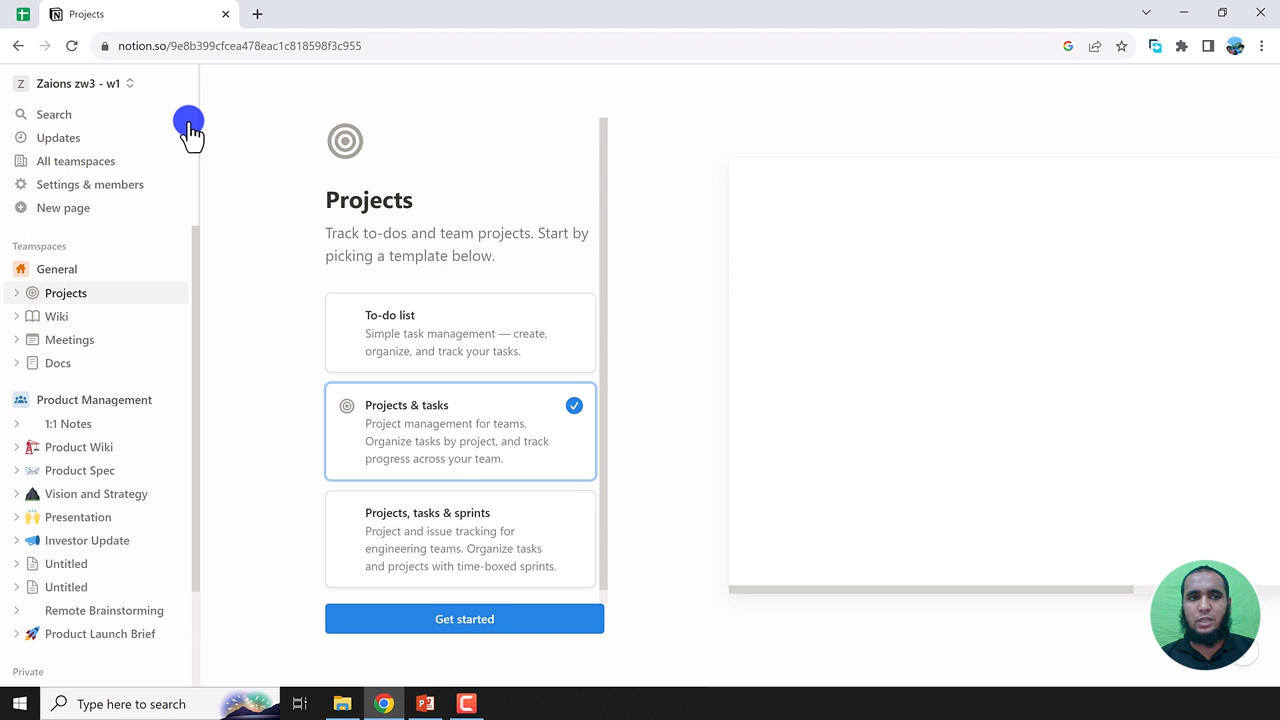 Projects
notion.so/9e8b399cfcea478eac1c818598f3c955
Z Zaions zw3 - w1
Search
Updates
All teamspaces
Settings & members
New page
Teamspaces
General
Projects
Wiki
Meetings
Docs
Product Management
1:1 Notes
Product Wiki
Product Spec
Vision and Strategy
Presentation
Investor Update
Untitled
Untitled
Remote Brainstorming
Product Launch Brief
Private
Projects
Track to-dos and team projects. Start by
picking a template below.
To-do list
Simple task management — create,
organize, and track your tasks.
Projects & tasks
Project management for teams.
Organize tasks by project, and track
progress across your team.
Projects, tasks & sprints
Project and issue tracking for
engineering teams. Organize tasks
and projects with time-boxed sprints.
Get started
Type here to search